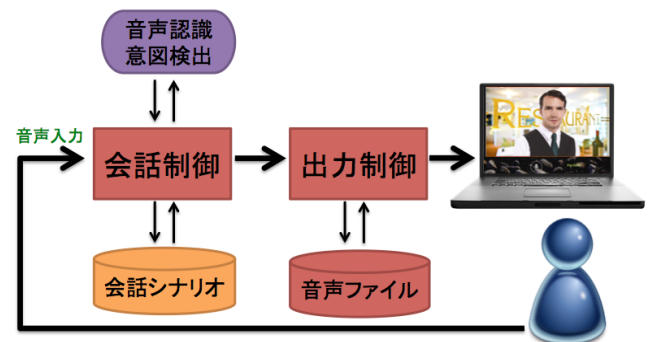 音声認識
意図検出
音声入力
会話制御
出力制御
RESTAURANT
会話シナリオ
音声ファイル